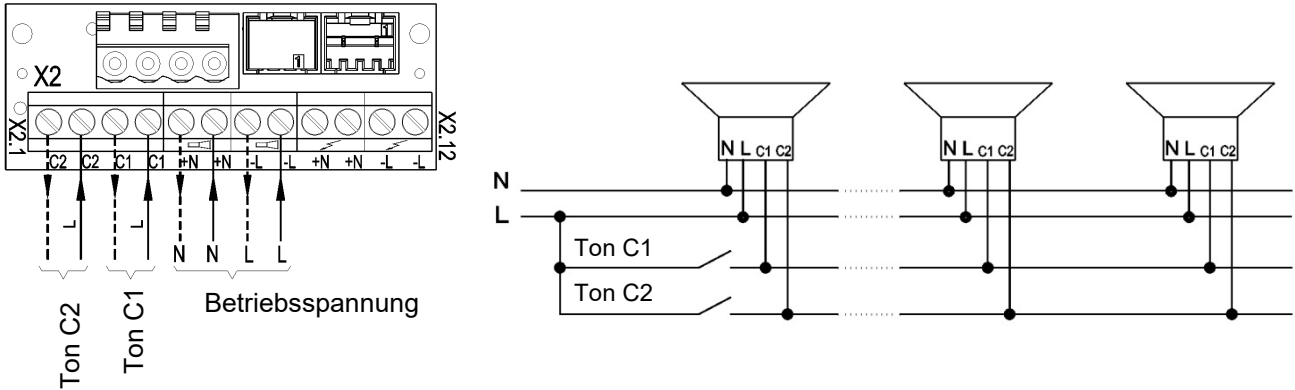 1
1
X2
X2.1
X2.12
C2 C2 C1 C1 +N +N -L -L +N +N -L -L
L L
N N L L
Ton C2
Ton C1
Betriebsspannung
N L C1 C2 N L C1 C2 N L C1 C2
N
L
Ton C1
Ton C2